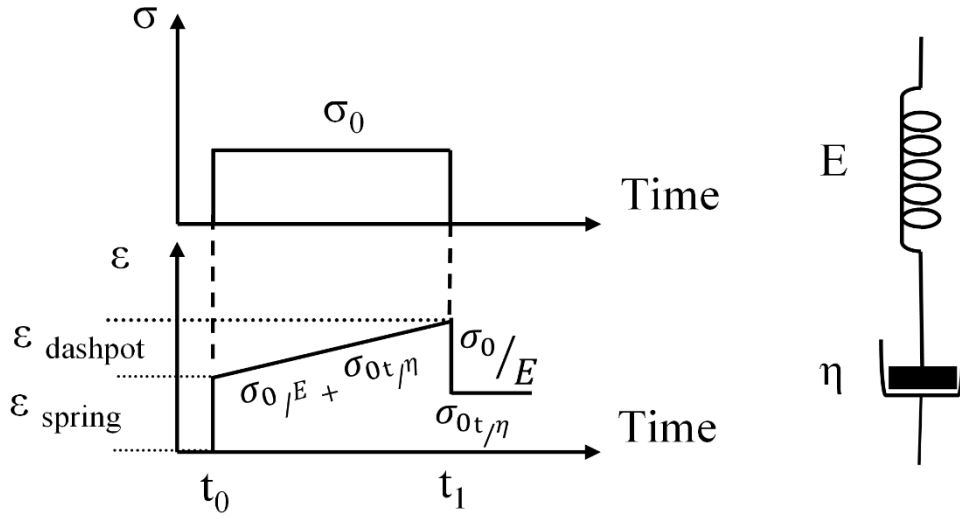 σ
σ₀
Time
E
ε
ε dashpot
σ₀/E + σ₀t/η
σ₀/E
η
ε spring
σ₀t/η
Time
t₀
t₁